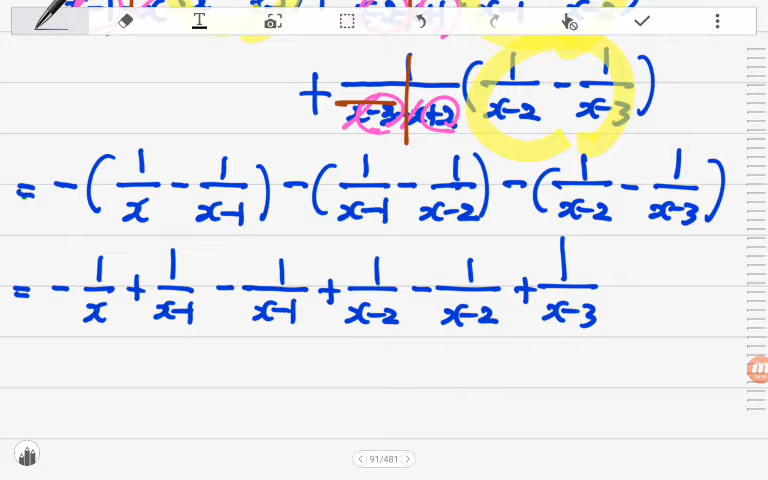 + 1/(x-3-x+2) (1/(x-2) - 1/(x-3))
= -(1/x - 1/(x-1)) - (1/(x-1) - 1/(x-2)) - (1/(x-2) - 1/(x-3))
= - 1/x + 1/(x-1) - 1/(x-1) + 1/(x-2) - 1/(x-2) + 1/(x-3)
91/481